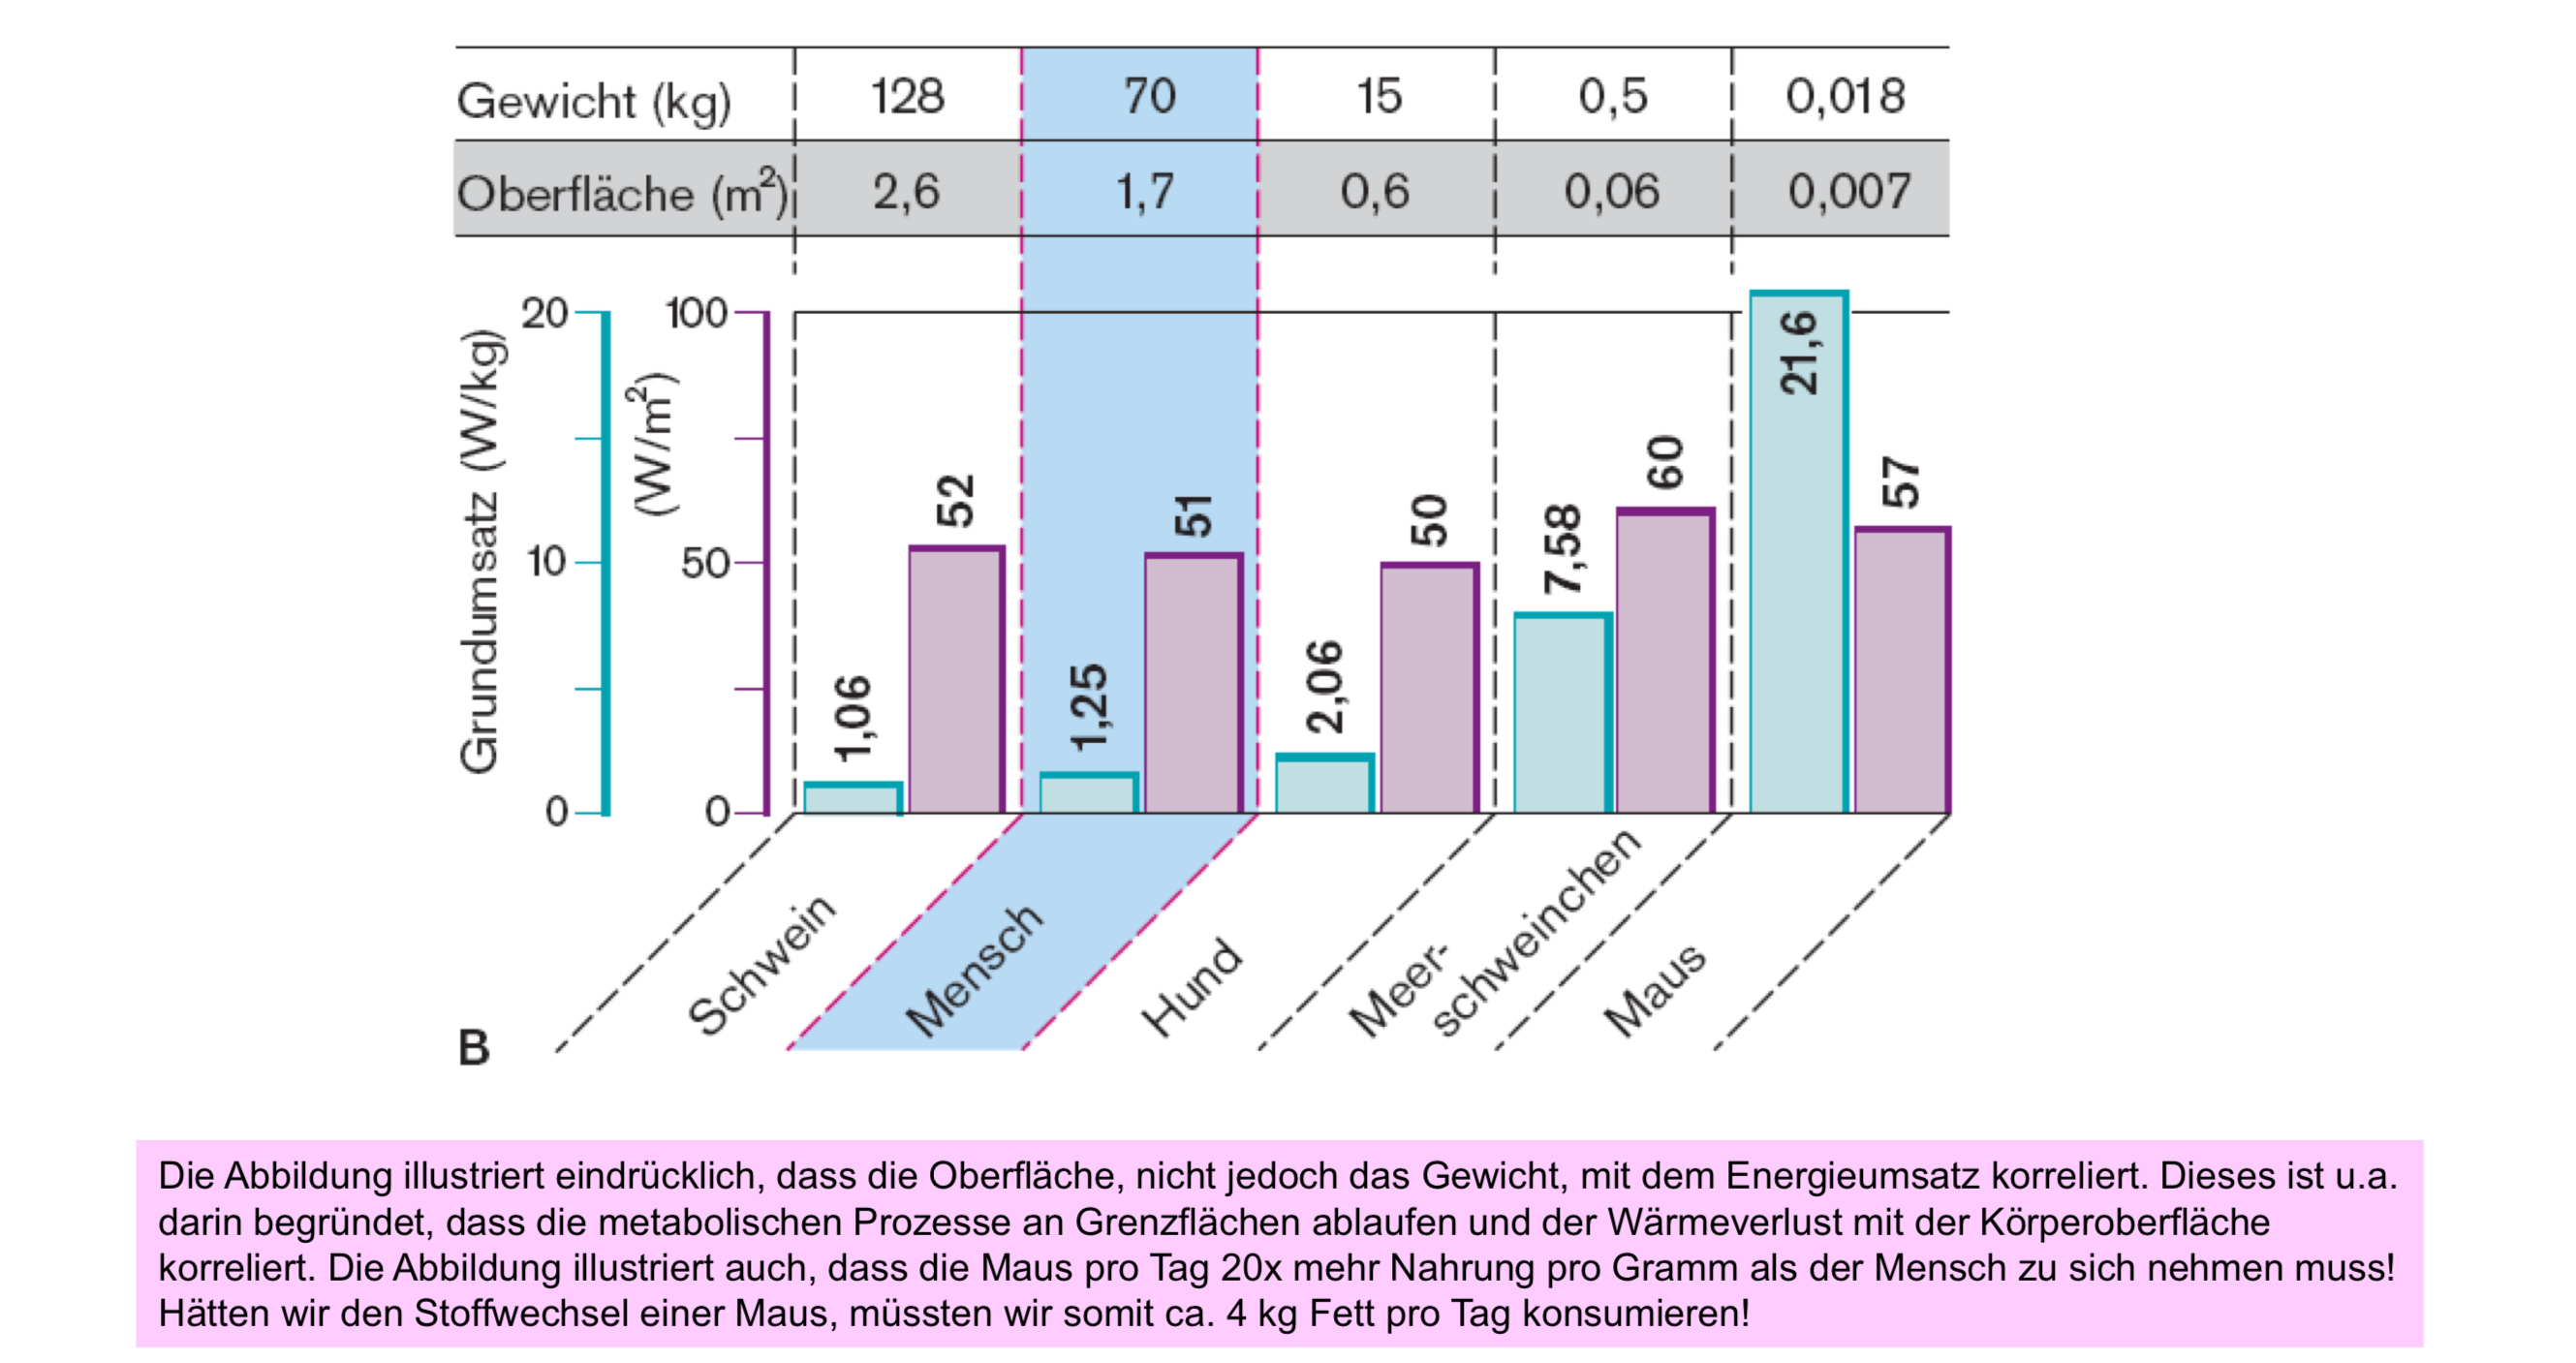 Gewicht (kg) 128 70 15 0,5 0,018
Oberfläche (m²) 2,6 1,7 0,6 0,06 0,007
Grundumsatz (W/kg)
20
10
0
(W/m²)
100
50
0
1,06
52
1,25
51
2,06
50
7,58
60
21,6
57
Schwein
Mensch
Hund
Meer-
schweinchen
Maus
B
Die Abbildung illustriert eindrücklich, dass die Oberfläche, nicht jedoch das Gewicht, mit dem Energieumsatz korreliert. Dieses ist u.a.
darin begründet, dass die metabolischen Prozesse an Grenzflächen ablaufen und der Wärmeverlust mit der Körperoberfläche
korreliert. Die Abbildung illustriert auch, dass die Maus pro Tag 20x mehr Nahrung pro Gramm als der Mensch zu sich nehmen muss!
Hätten wir den Stoffwechsel einer Maus, müssten wir somit ca. 4 kg Fett pro Tag konsumieren!